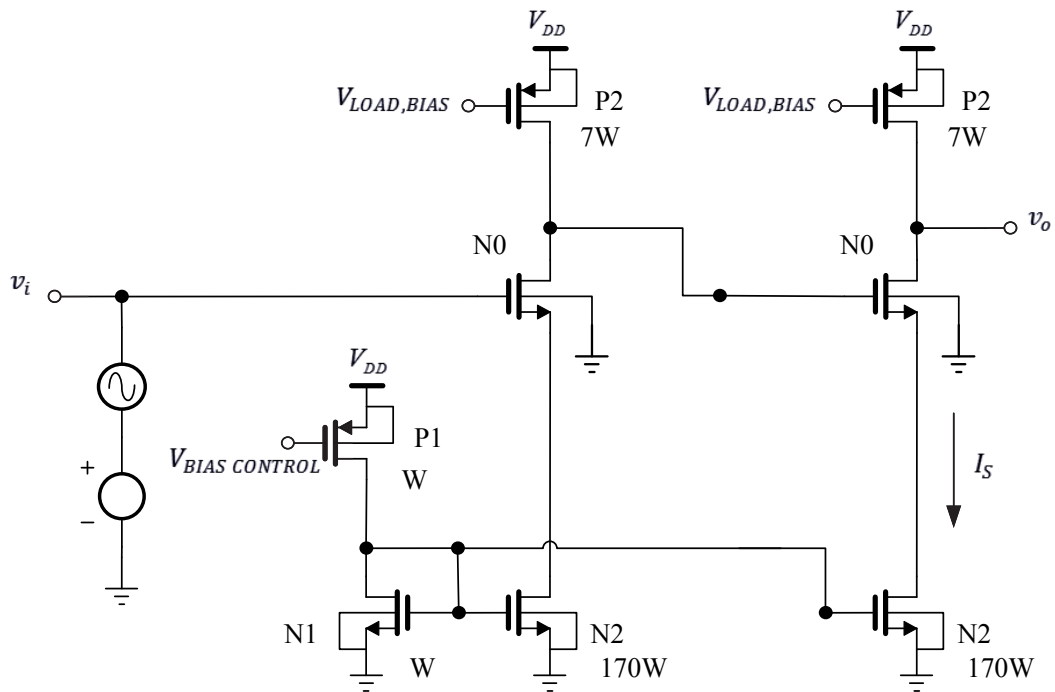 V_DD V_DD
V_LOAD,BIAS P2 V_LOAD,BIAS P2
7W 7W
N0 N0 v_o
v_i
V_DD
P1
V_BIAS CONTROL
W
I_S
+
−
N1 N2 N2
W 170W 170W